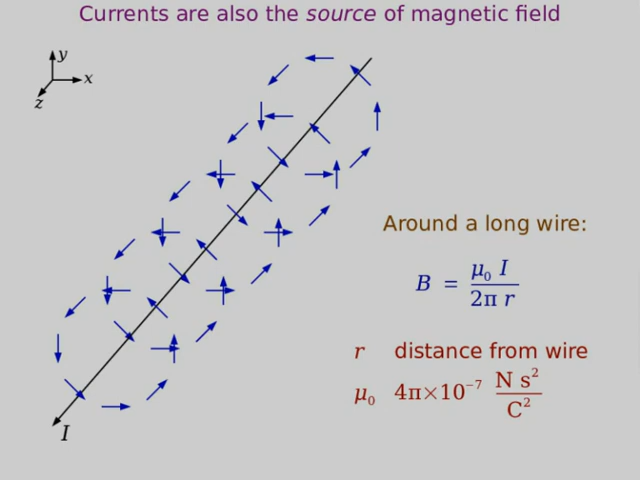 Currents are also the source of magnetic field
y
x
z
Around a long wire:
B = μ₀ I / 2π r
r distance from wire
μ₀ 4π×10⁻⁷ N s² / C²
I